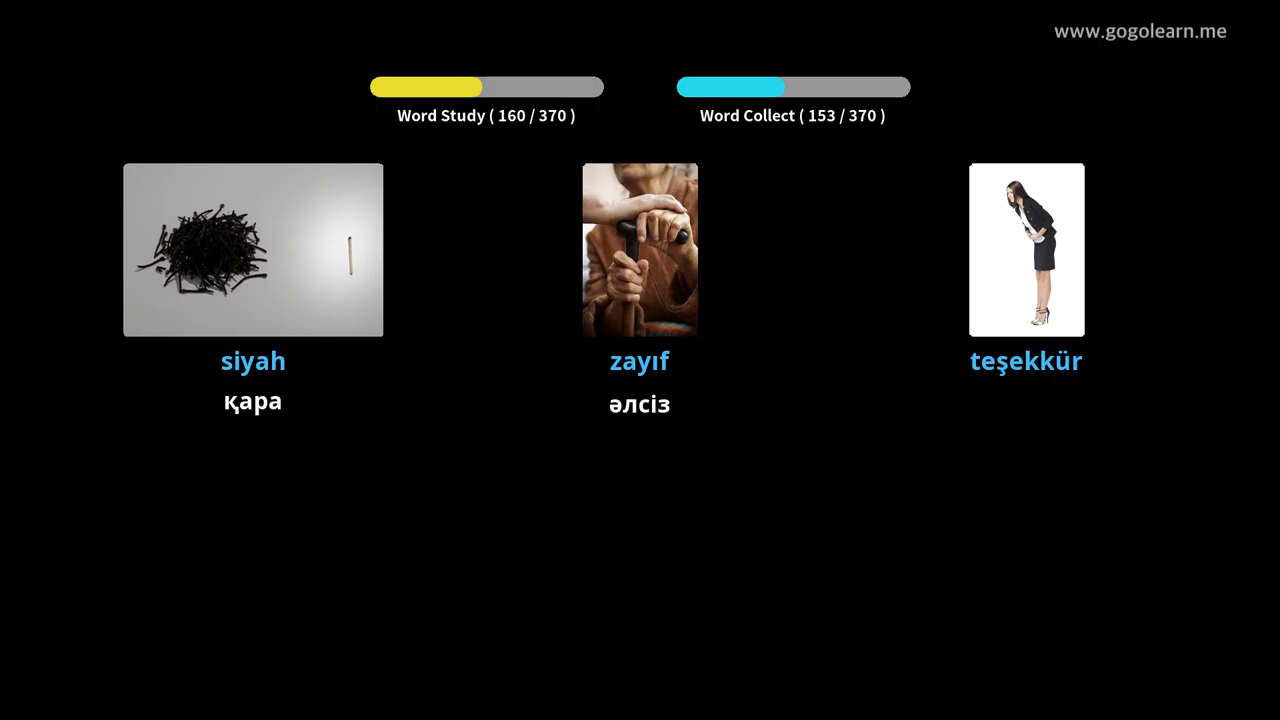 www.gogolearn.me
Word Study ( 160 / 370 )
Word Collect ( 153 / 370 )
siyah
zayıf
teşekkür
қара
әлсіз